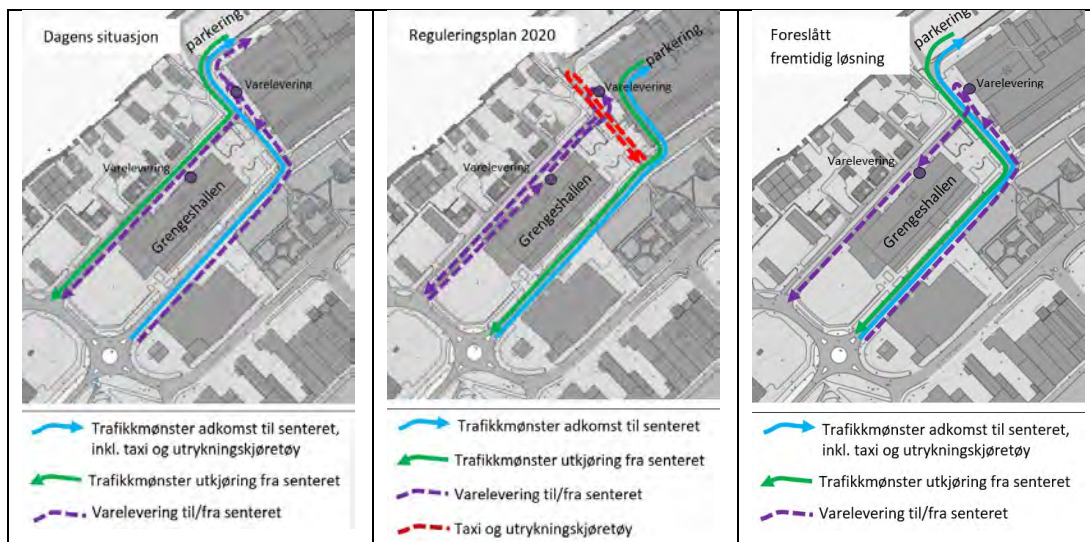 Dagens situasjon
parkering
Varelevering
Varelevering
Grengeshallen
Trafikkmønster adkomst til senteret,
inkl. taxi og utrykningskjøretøy
Trafikkmønster utkjøring fra senteret
Varelevering til/fra senteret
Reguleringsplan 2020
parkering
Varelevering
Varelevering
Grengeshallen
Trafikkmønster adkomst til senteret
Trafikkmønster utkjøring fra senteret
Varelevering til/fra senteret
Taxi og utrykningskjøretøy
Foreslått
fremtidig løsning
parkering
Varelevering
Varelevering
Grengeshallen
Trafikkmønster adkomst til senteret,
inkl. taxi og utrykningskjøretøy
Trafikkmønster utkjøring fra senteret
Varelevering til/fra senteret